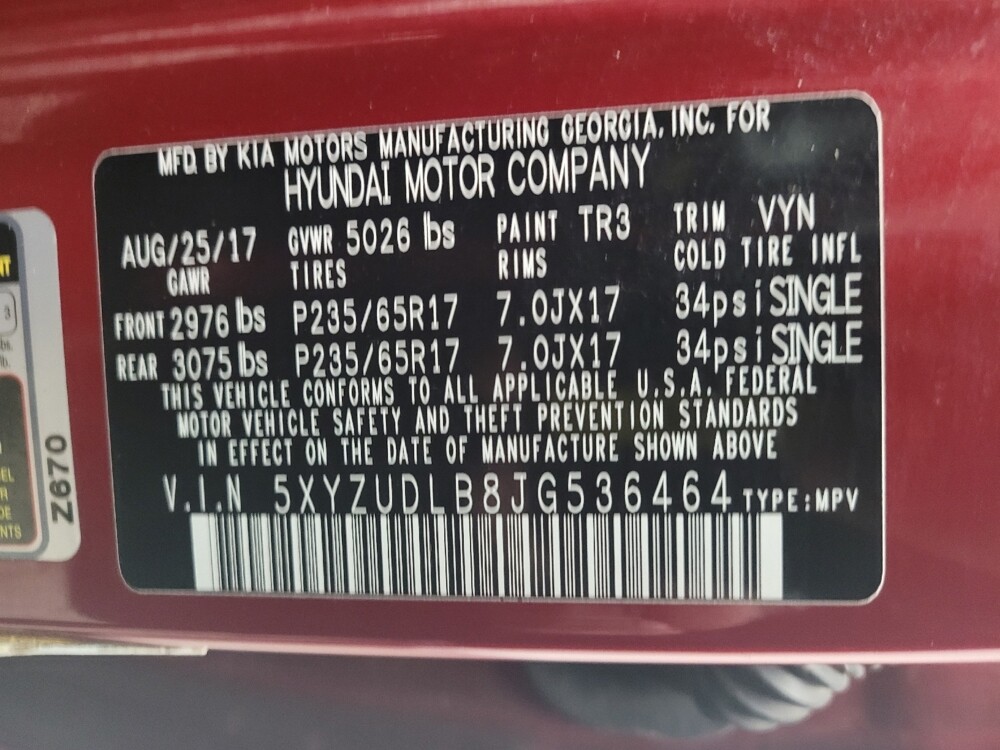 MFD. BY KIA MOTORS MANUFACTURING GEORGIA, INC. FOR
HYUNDAI MOTOR COMPANY
AUG/25/17 GVWR 5026 lbs PAINT TR3 TRIM VYN
GAWR TIRES RIMS COLD TIRE INFL
FRONT 2976 lbs P235/65R17 7.0JX17 34psi SINGLE
REAR 3075 lbs P235/65R17 7.0JX17 34psi SINGLE
THIS VEHICLE CONFORMS TO ALL APPLICABLE U.S.A. FEDERAL
MOTOR VEHICLE SAFETY AND THEFT PREVENTION STANDARDS
IN EFFECT ON THE DATE OF MANUFACTURE SHOWN ABOVE
V.I.N 5XYZUDLB8JG536464 TYPE:MPV
Z670
3